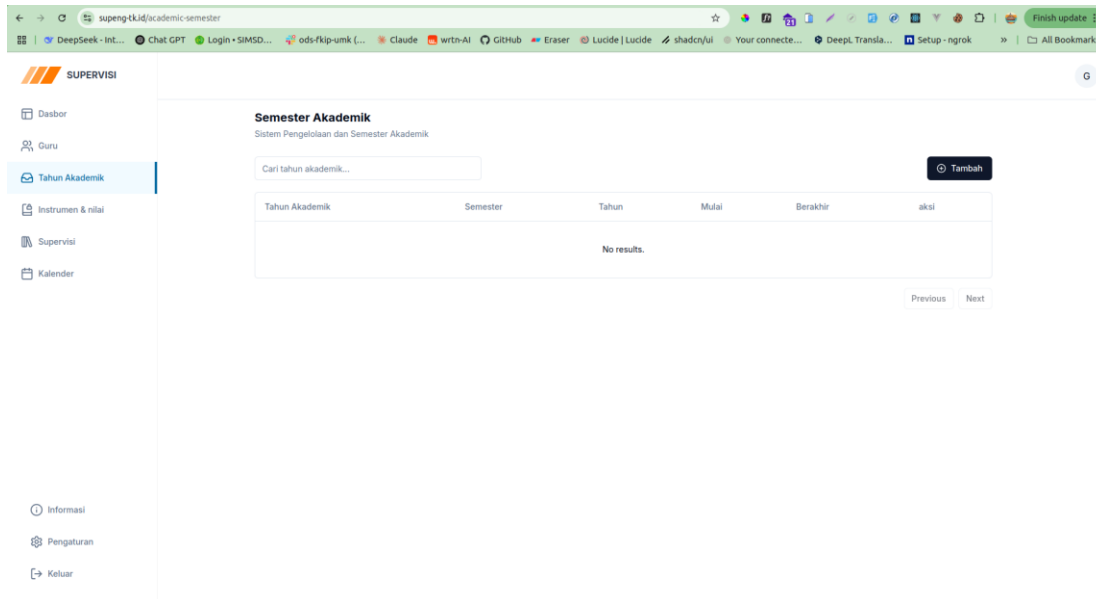 supeng-tk.id/academic-semester
Finish update
DeepSeek - Int... Chat GPT Login • SIMSD... ods-fkip-umk (... Claude wrtn-AI GitHub Eraser Lucide | Lucide shadcn/ui Your connecte... DeepL Transla... Setup - ngrok » All Bookmark
SUPERVISI
G
Dasbor
Guru
Tahun Akademik
Instrumen & nilai
Supervisi
Kalender
Semester Akademik
Sistem Pengelolaan dan Semester Akademik
Cari tahun akademik...
Tambah
Tahun Akademik Semester Tahun Mulai Berakhir aksi
No results.
Previous Next
Informasi
Pengaturan
Keluar